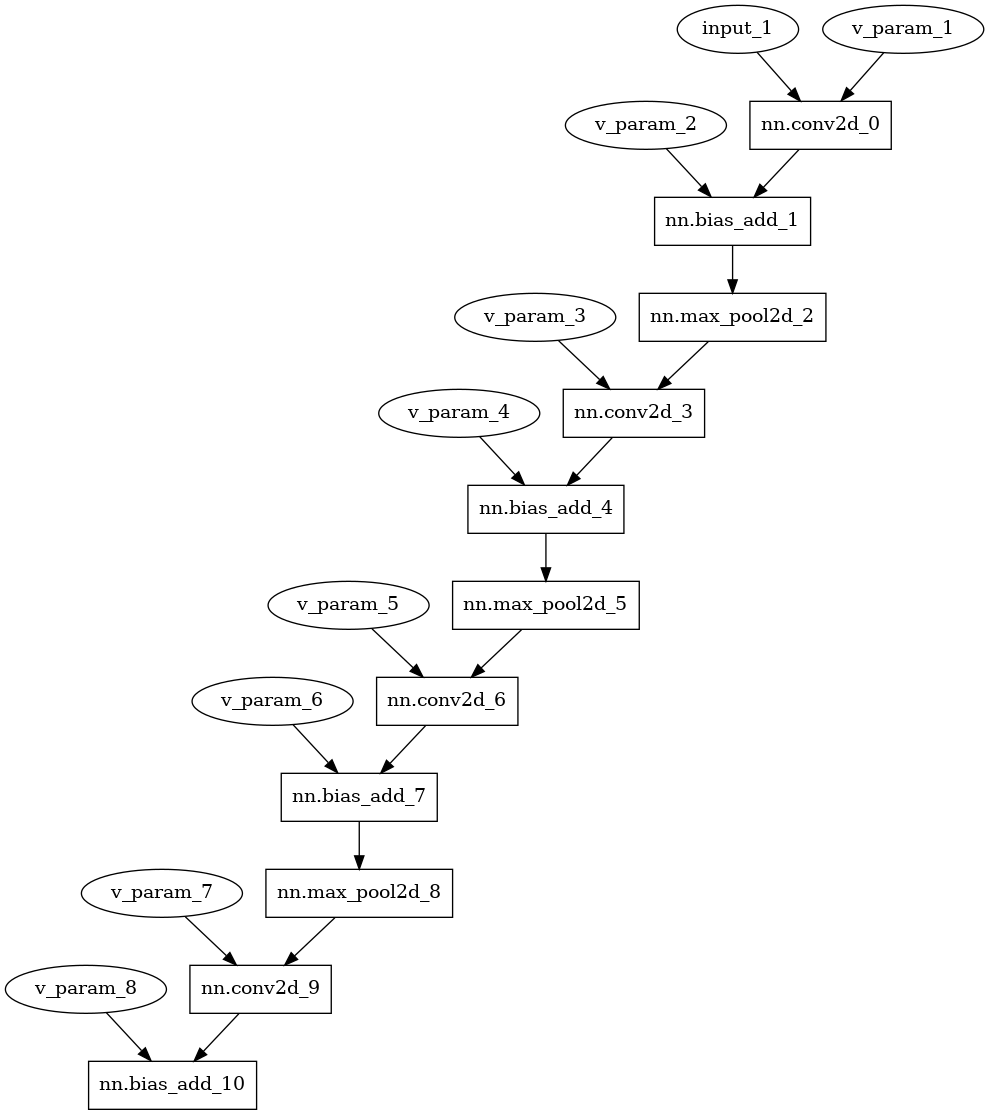 input_1
v_param_1
v_param_2
nn.conv2d_0
nn.bias_add_1
v_param_3
nn.max_pool2d_2
v_param_4
nn.conv2d_3
nn.bias_add_4
v_param_5
nn.max_pool2d_5
v_param_6
nn.conv2d_6
nn.bias_add_7
v_param_7
nn.max_pool2d_8
v_param_8
nn.conv2d_9
nn.bias_add_10